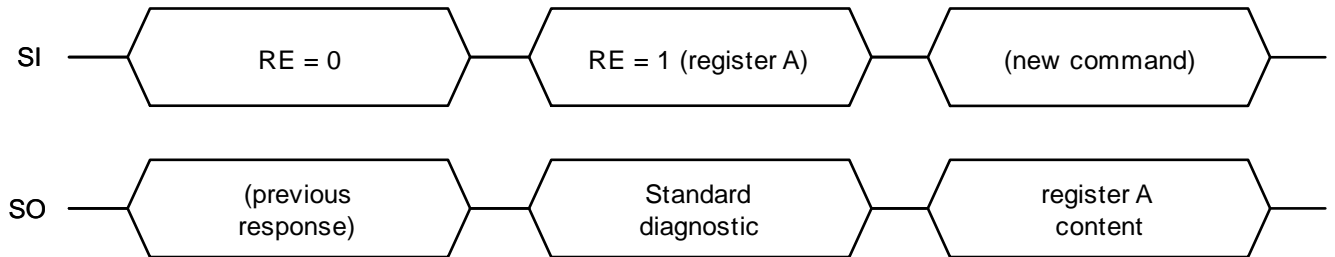 SI
RE = 0
RE = 1 (register A)
(new command)
SO
(previous
response)
Standard
diagnostic
register A
content